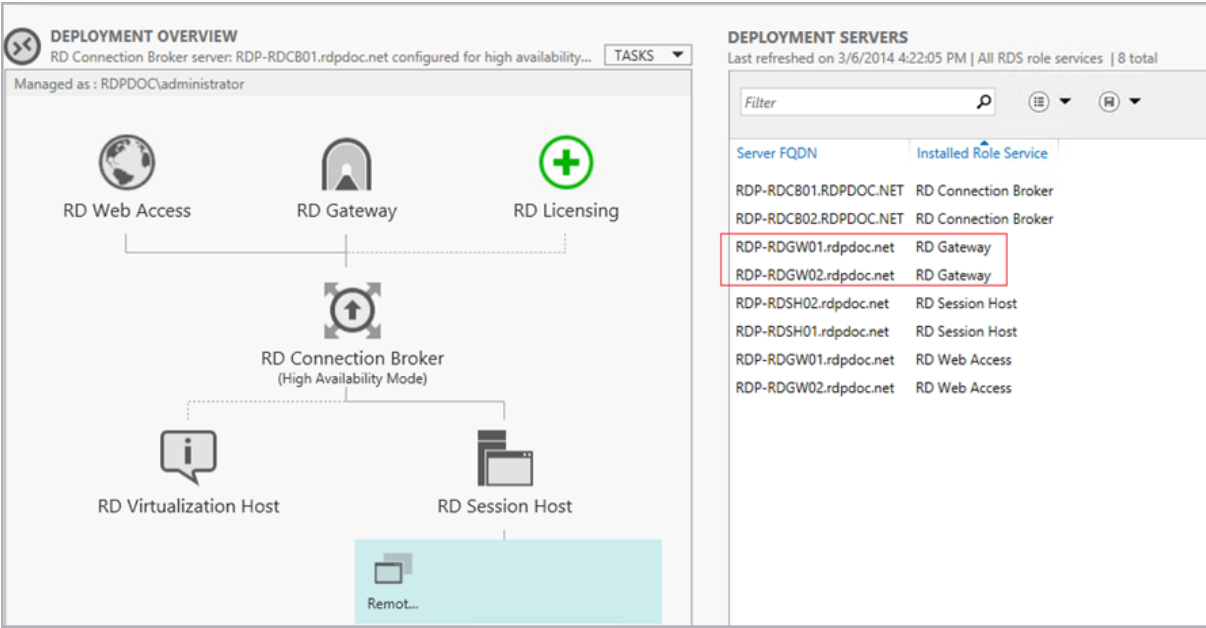 DEPLOYMENT OVERVIEW
RD Connection Broker server: RDP-RDCB01.rdpdoc.net configured for high availability...
TASKS
Managed as : RDPDOC\administrator
RD Web Access
RD Gateway
RD Licensing
RD Connection Broker
(High Availability Mode)
RD Virtualization Host
RD Session Host
Remot...
DEPLOYMENT SERVERS
Last refreshed on 3/6/2014 4:22:05 PM | All RDS role services | 8 total
Filter
Server FQDN Installed Role Service
RDP-RDCB01.RDPDOC.NET RD Connection Broker
RDP-RDCB02.RDPDOC.NET RD Connection Broker
RDP-RDGW01.rdpdoc.net RD Gateway
RDP-RDGW02.rdpdoc.net RD Gateway
RDP-RDSH02.rdpdoc.net RD Session Host
RDP-RDSH01.rdpdoc.net RD Session Host
RDP-RDGW01.rdpdoc.net RD Web Access
RDP-RDGW02.rdpdoc.net RD Web Access